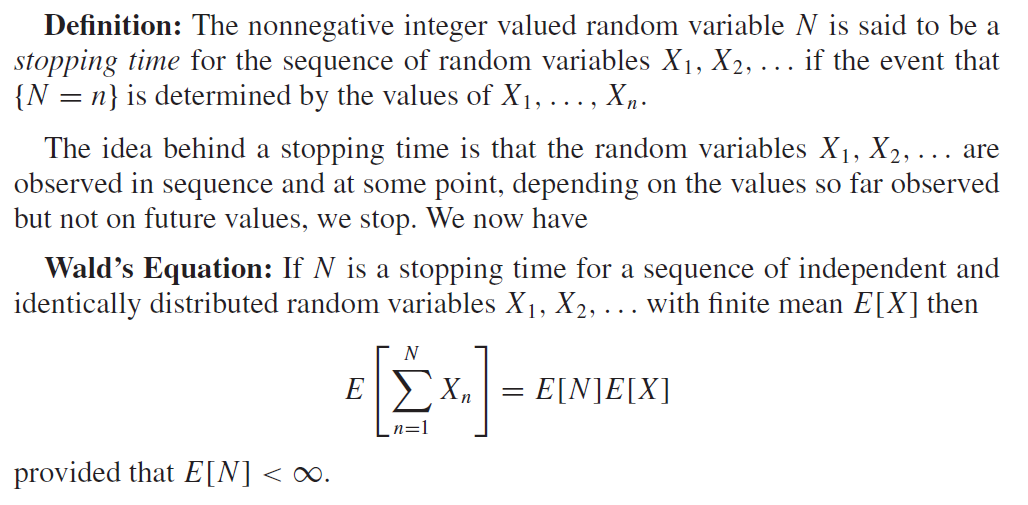 Definition: The nonnegative integer valued random variable N is said to be a
stopping time for the sequence of random variables X₁, X₂, ... if the event that
{N = n} is determined by the values of X₁, ..., Xₙ.
The idea behind a stopping time is that the random variables X₁, X₂, ... are
observed in sequence and at some point, depending on the values so far observed
but not on future values, we stop. We now have
Wald's Equation: If N is a stopping time for a sequence of independent and
identically distributed random variables X₁, X₂, ... with finite mean E[X] then
E[∑ₙ₌₁ᴺ Xₙ] = E[N]E[X]
provided that E[N] < ∞.